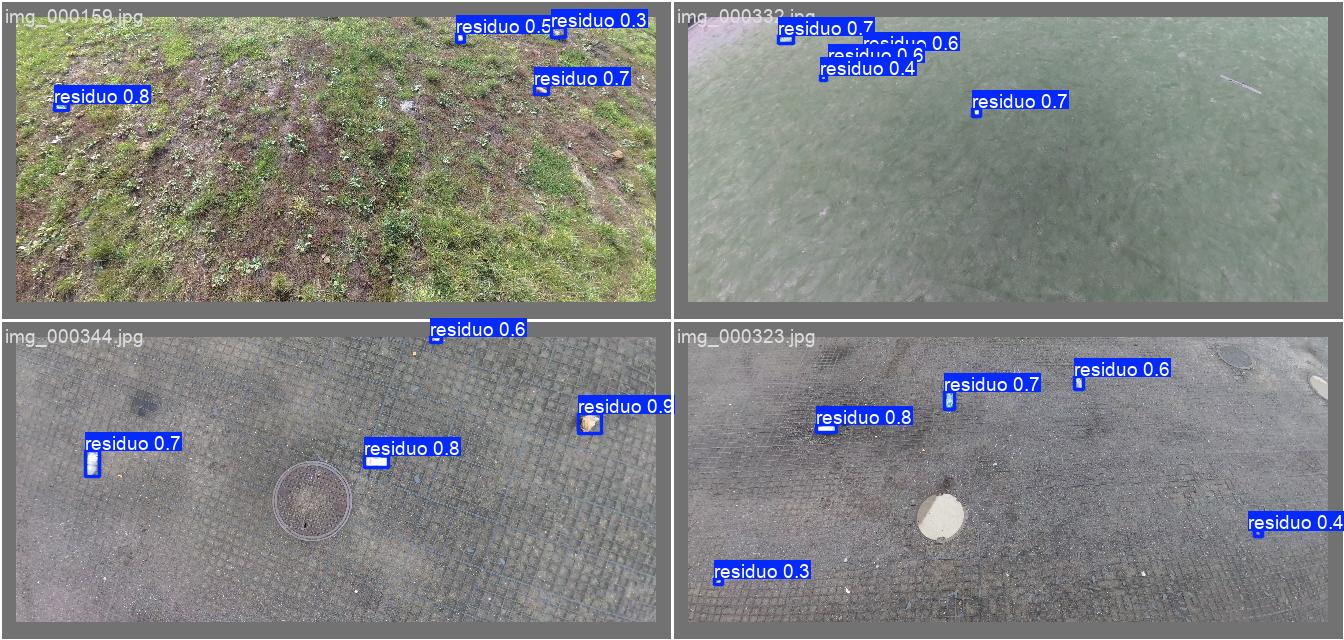 img_000159.jpg
residuo 0.5
residuo 0.3
residuo 0.7
residuo 0.8
img_000332.jpg
residuo 0.7
residuo 0.6
residuo 0.6
residuo 0.4
residuo 0.7
img_000344.jpg
residuo 0.6
residuo 0.9
residuo 0.7
residuo 0.8
img_000323.jpg
residuo 0.6
residuo 0.7
residuo 0.8
residuo 0.4
residuo 0.3